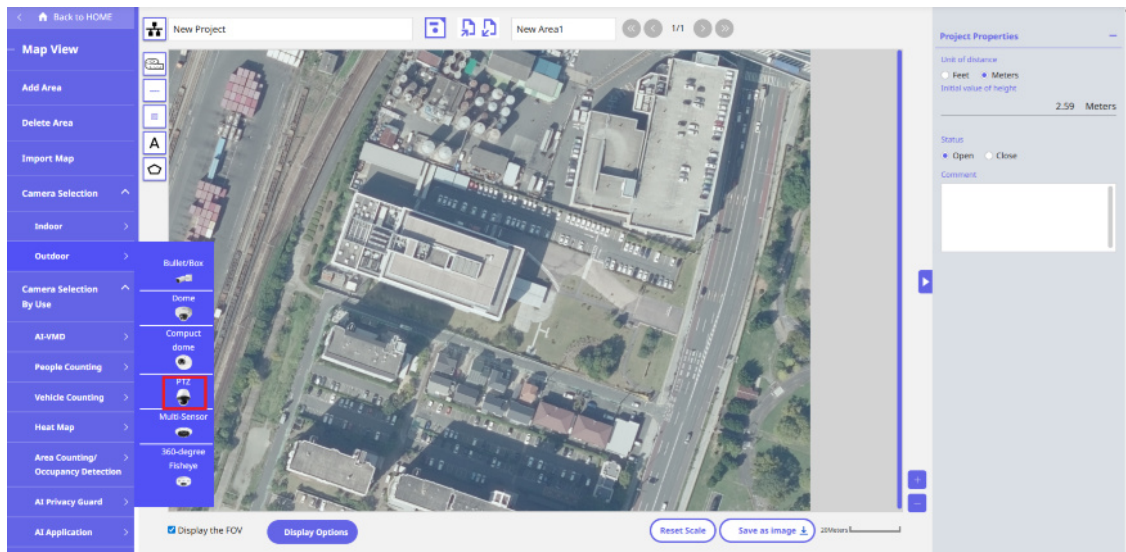 Back to HOME
Map View
Add Area
Delete Area
Import Map
Camera Selection
Indoor
Outdoor
Camera Selection
By Use
AI-VMD
People Counting
Vehicle Counting
Heat Map
Area Counting/
Occupancy Detection
AI Privacy Guard
AI Application
Bullet/Box
Dome
Compuct
dome
PTZ
Multi-Sensor
360-degree
Fisheye
New Project
New Area1
1/1
A
Display the FOV
Display Options
Reset Scale
Save as image
20Meters
Project Properties
Unit of distance
Feet Meters
Initial value of height
2.59 Meters
Status
Open Close
Comment